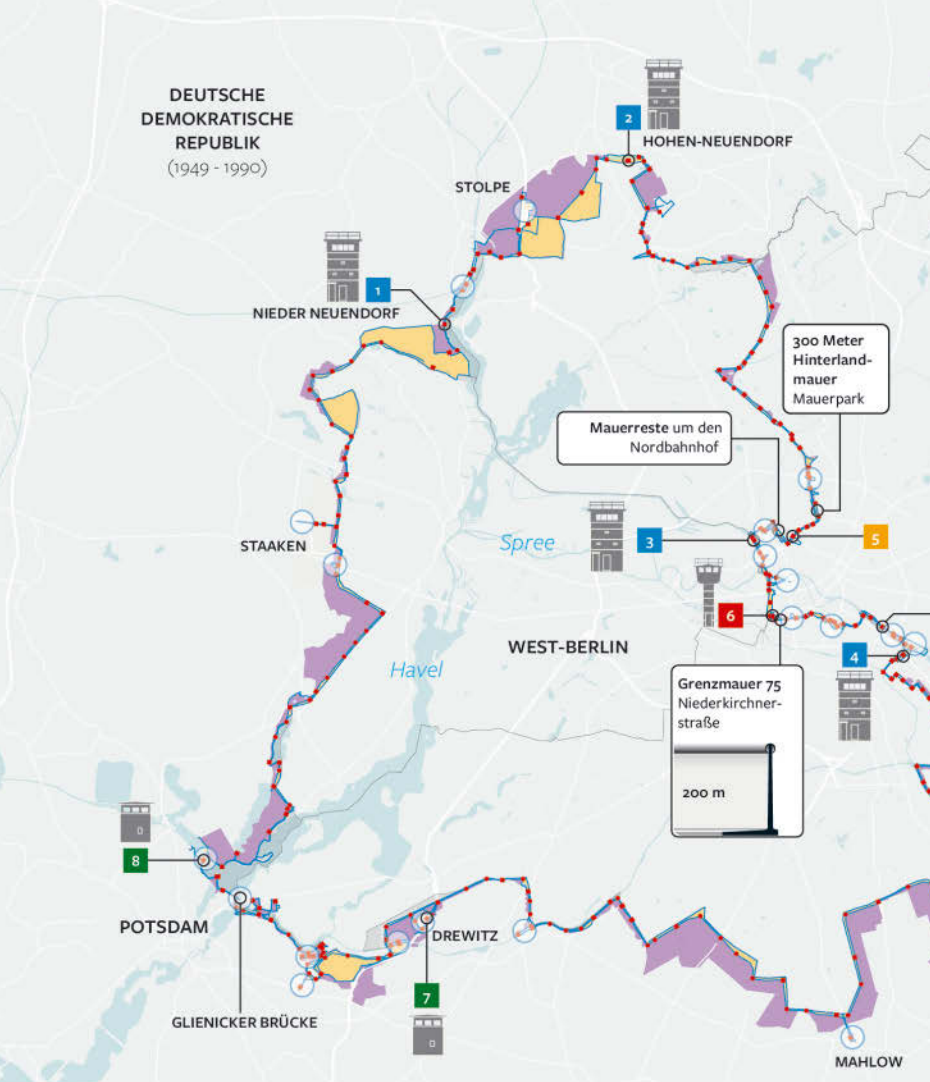 DEUTSCHE
DEMOKRATISCHE
REPUBLIK
(1949 - 1990)
2
HOHEN-NEUENDORF
STOLPE
1
NIEDER NEUENDORF
300 Meter
Hinterland-
mauer
Mauerpark
Mauerreste um den
Nordbahnhof
STAAKEN
Spree
3
5
6
WEST-BERLIN
4
Havel
Grenzmauer 75
Niederkirchner-
straße
200 m
8
POTSDAM
DREWITZ
7
GLIENICKER BRÜCKE
MAHLOW